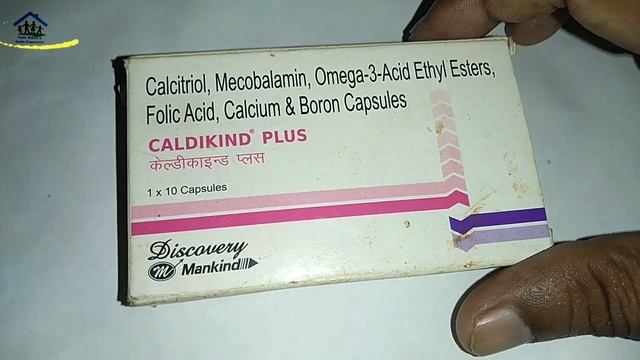 Calcitriol, Mecobalamin, Omega-3-Acid Ethyl Esters,
Folic Acid, Calcium & Boron Capsules
CALDIKIND® PLUS
केल्डीकाइन्ड प्लस
1 x 10 Capsules
Discovery
M Mankind